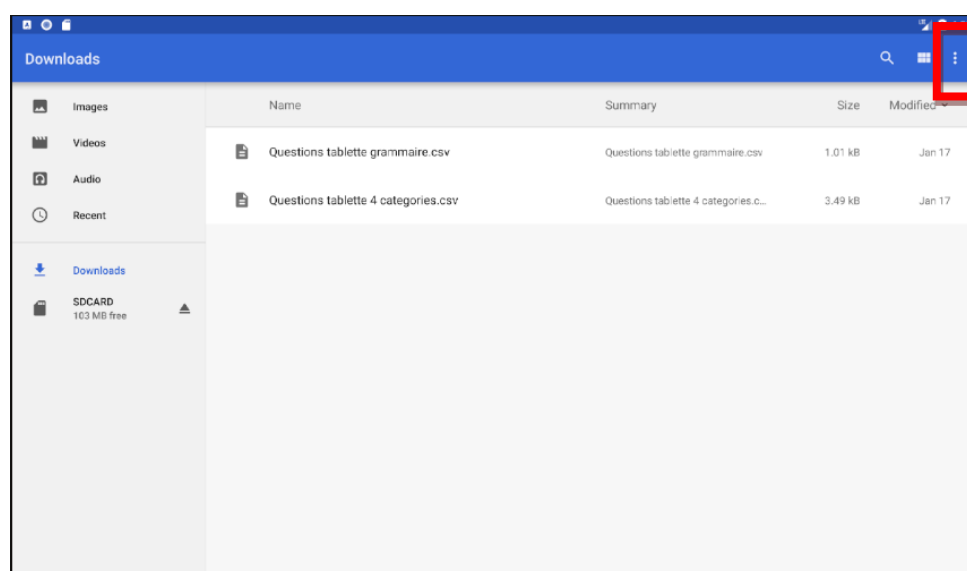 Downloads
Images
Videos
Audio
Recent
Downloads
SDCARD
103 MB free
Name Summary Size Modified
Questions tablette grammaire.csv Questions tablette grammaire.csv 1.01 kB Jan 17
Questions tablette 4 categories.csv Questions tablette 4 categories.c... 3.49 kB Jan 17